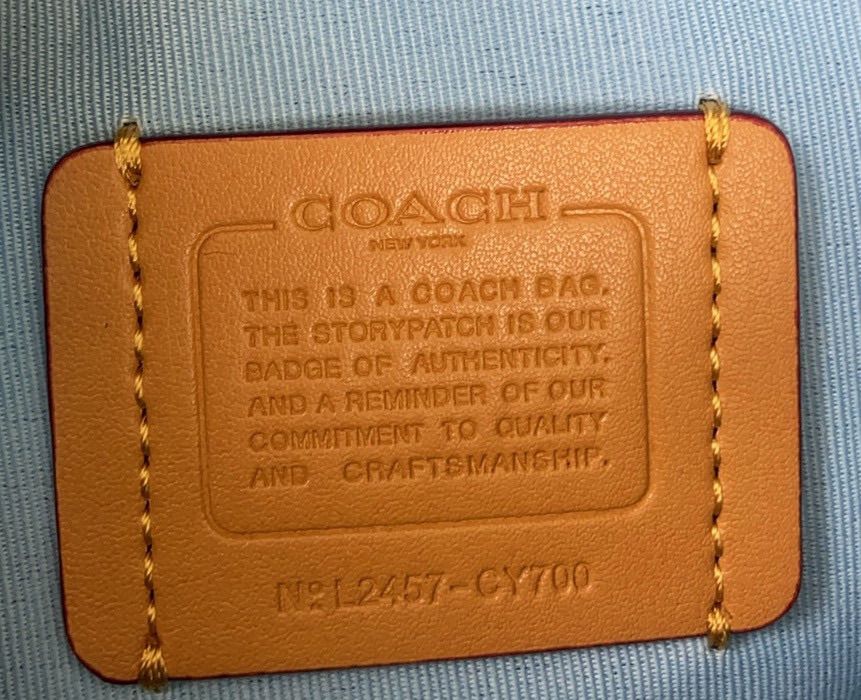 COACH
NEW YORK
THIS IS A COACH BAG.
THE STORYPATCH IS OUR
BADGE OF AUTHENTICITY,
AND A REMINDER OF OUR
COMMITMENT TO QUALITY
AND CRAFTSMANSHIP.
Nº L2457-CY700